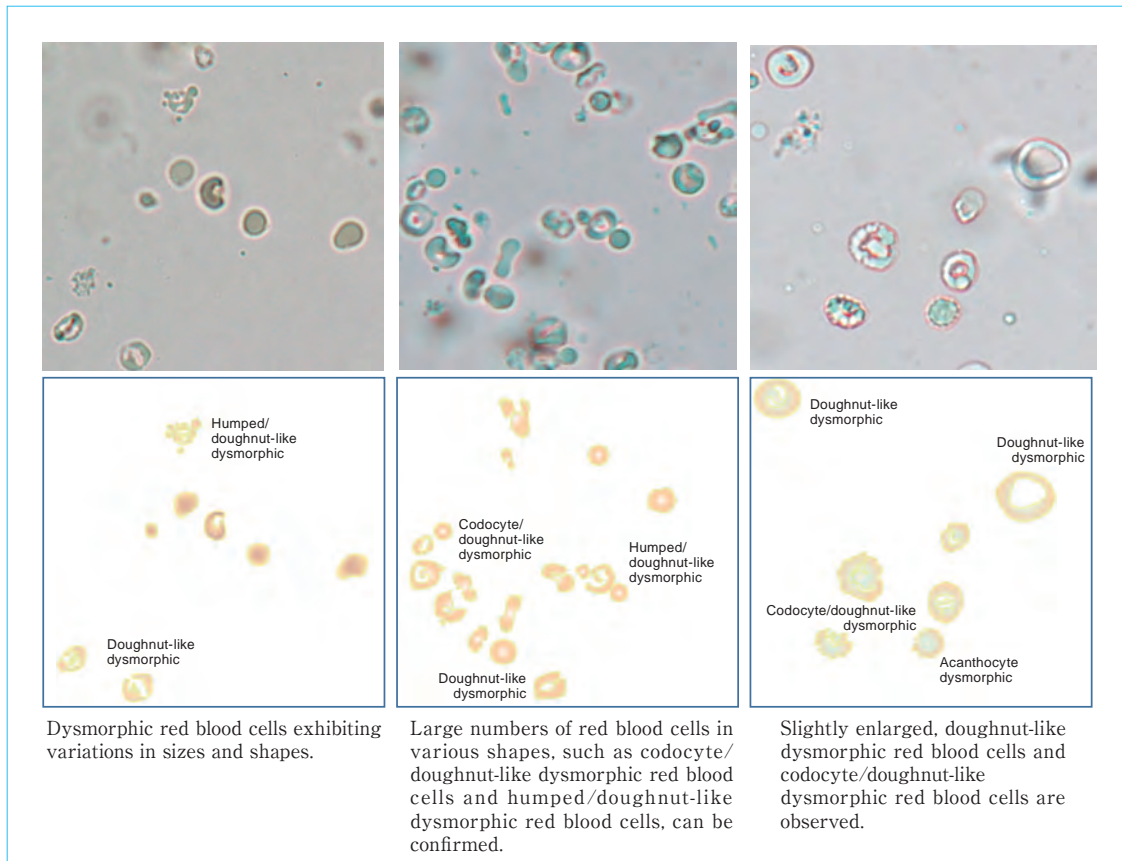 Humped/
doughnut-like
dysmorphic
Doughnut-like
dysmorphic
Codocyte/
doughnut-like
dysmorphic
Humped/
doughnut-like
dysmorphic
Doughnut-like
dysmorphic
Doughnut-like
dysmorphic
Doughnut-like
dysmorphic
Codocyte/doughnut-like
dysmorphic
Acanthocyte
dysmorphic
Dysmorphic red blood cells exhibiting
variations in sizes and shapes.
Large numbers of red blood cells in
various shapes, such as codocyte/
doughnut-like dysmorphic red blood
cells and humped/doughnut-like
dysmorphic red blood cells, can be
confirmed.
Slightly enlarged, doughnut-like
dysmorphic red blood cells and
codocyte/doughnut-like
dysmorphic red blood cells are
observed.